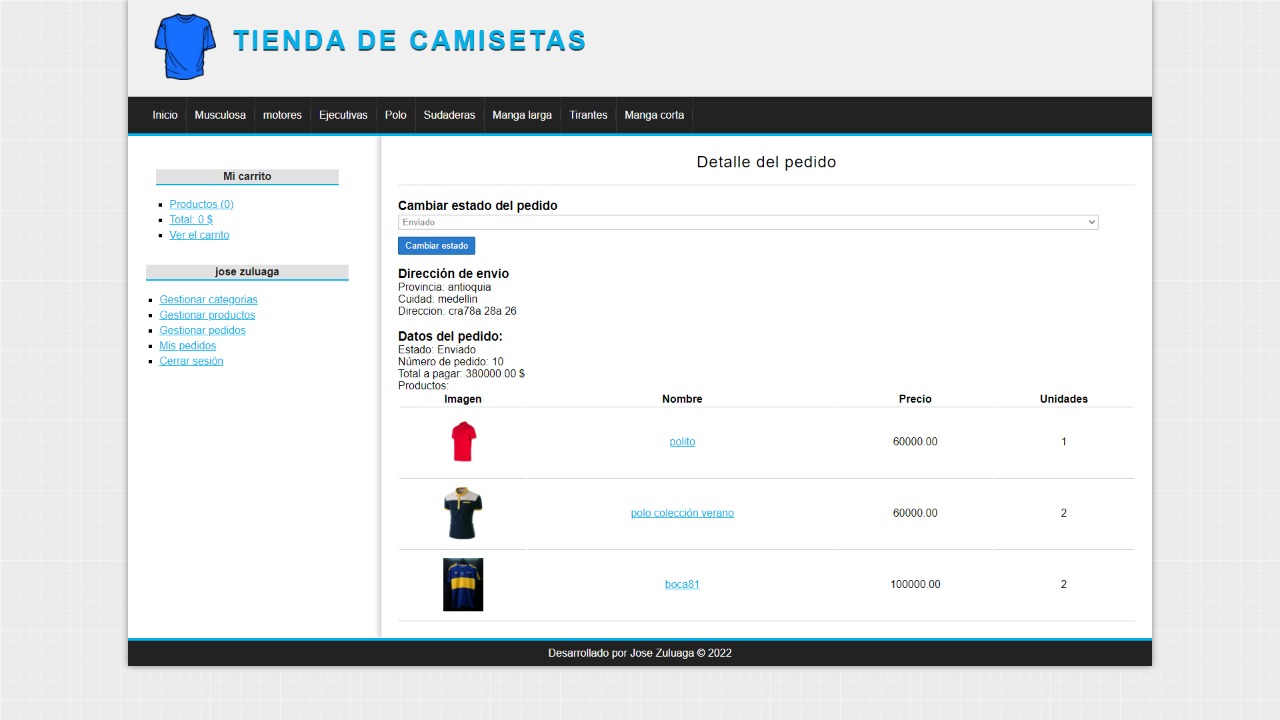 TIENDA DE CAMISETAS
Inicio Musculosa motores Ejecutivas Polo Sudaderas Manga larga Tirantes Manga corta
Mi carrito
Productos (0)
Total: 0 $
Ver el carrito
jose zuluaga
Gestionar categorias
Gestionar productos
Gestionar pedidos
Mis pedidos
Cerrar sesión
Detalle del pedido
Cambiar estado del pedido
Enviado
Cambiar estado
Dirección de envio
Provincia: antioquia
Cuidad: medellin
Direccion: cra78a 28a 26
Datos del pedido:
Estado: Enviado
Número de pedido: 10
Total a pagar: 380000 00 $
Productos:
Imagen Nombre Precio Unidades
polito 60000.00 1
polo colección verano 60000.00 2
boca81 100000.00 2
Desarrollado por Jose Zuluaga © 2022